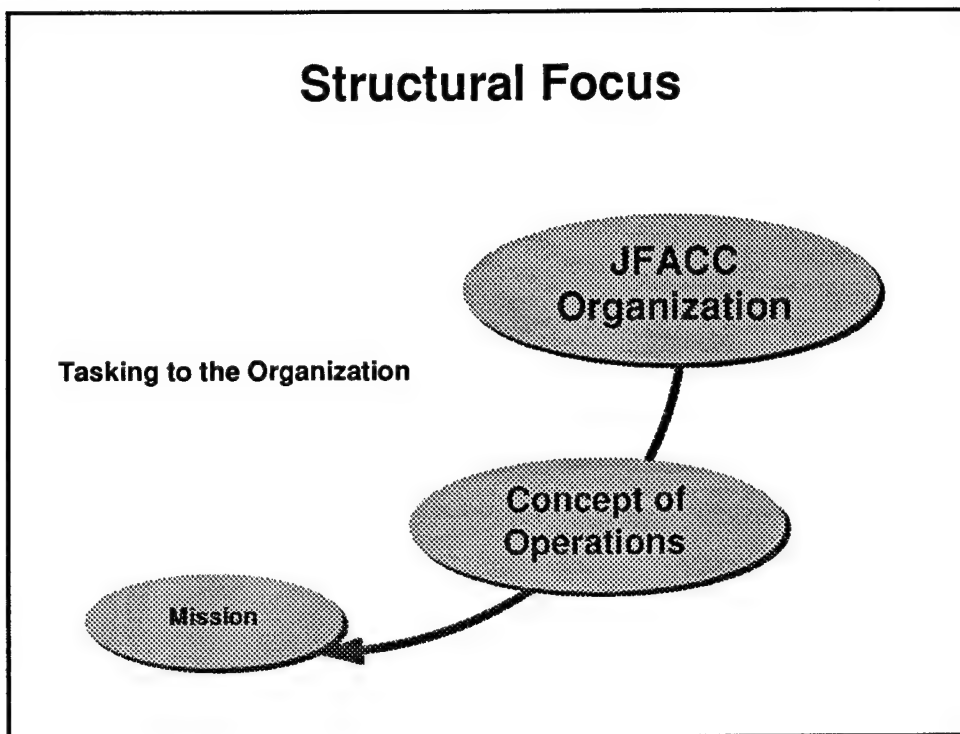 Structural Focus
JFACC
Organization
Tasking to the Organization
Concept of
Operations
Mission